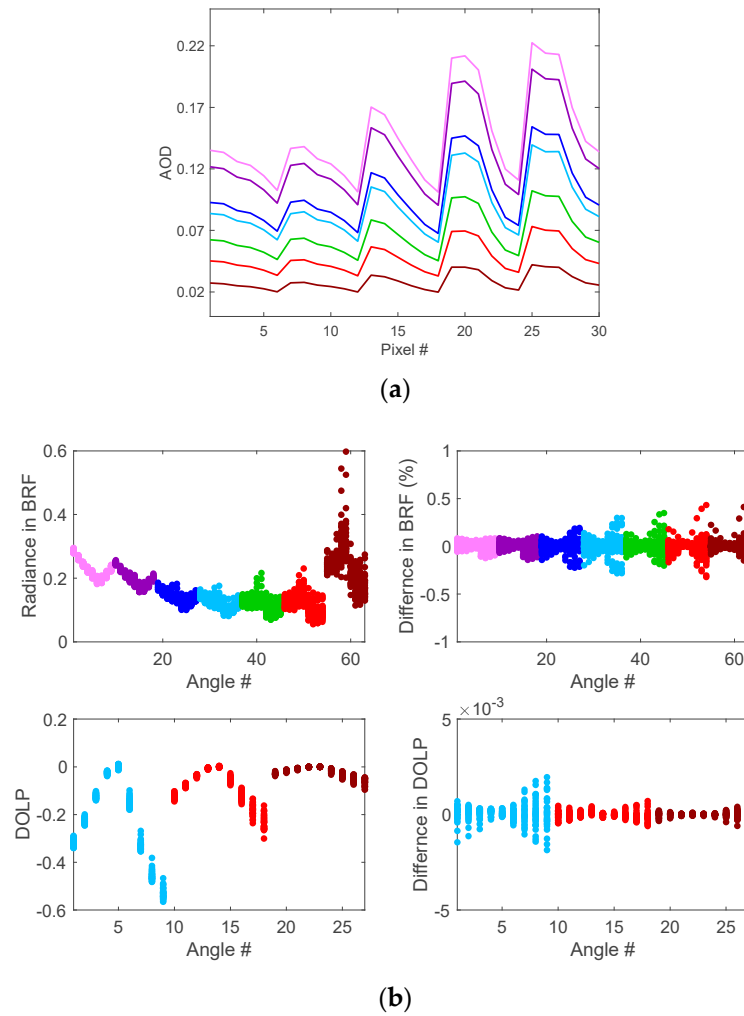 0.22
0.17
0.12
0.07
0.02
AOD
5 10 15 20 25 30
Pixel #
(a)
0.6
0.4
0.2
0
Radiance in BRF
20 40 60
Angle #
1
0.5
0
-0.5
-1
Differnce in BRF (%)
20 40 60
Angle #
0.2
0
-0.2
-0.4
-0.6
DOLP
5 10 15 20 25
Angle #
×10-3
5
0
-5
Differnce in DOLP
5 10 15 20 25
Angle #
(b)